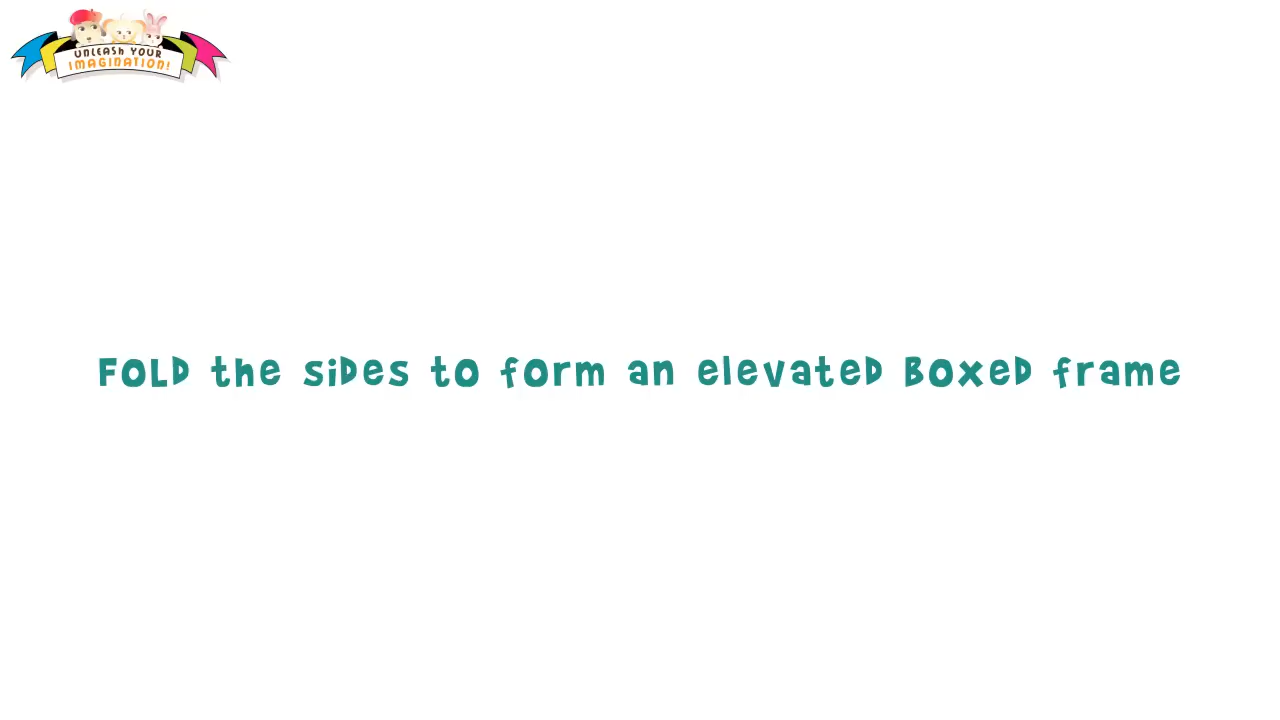 UNLEASH YOUR
IMAGINATION!
FOLD the sides to form an elevated Boxed frame